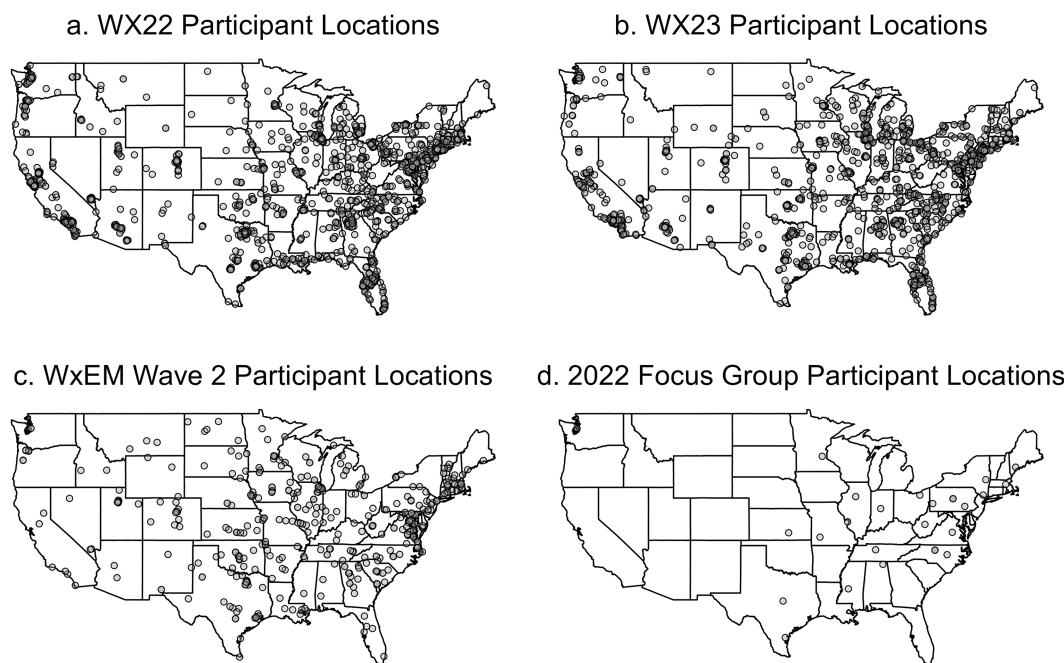 a. WX22 Participant Locations
b. WX23 Participant Locations
c. WxEM Wave 2 Participant Locations
d. 2022 Focus Group Participant Locations